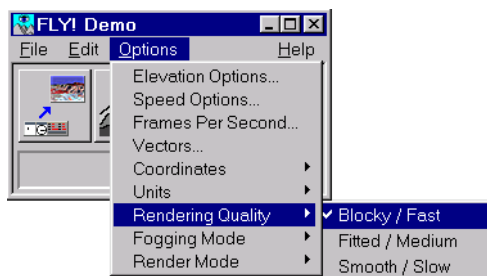 FLY! Demo
File Edit Options Help
Elevation Options...
Speed Options...
Frames Per Second...
Vectors...
Coordinates
Units
Rendering Quality
Blocky / Fast
Fogging Mode
Fitted / Medium
Render Mode
Smooth / Slow